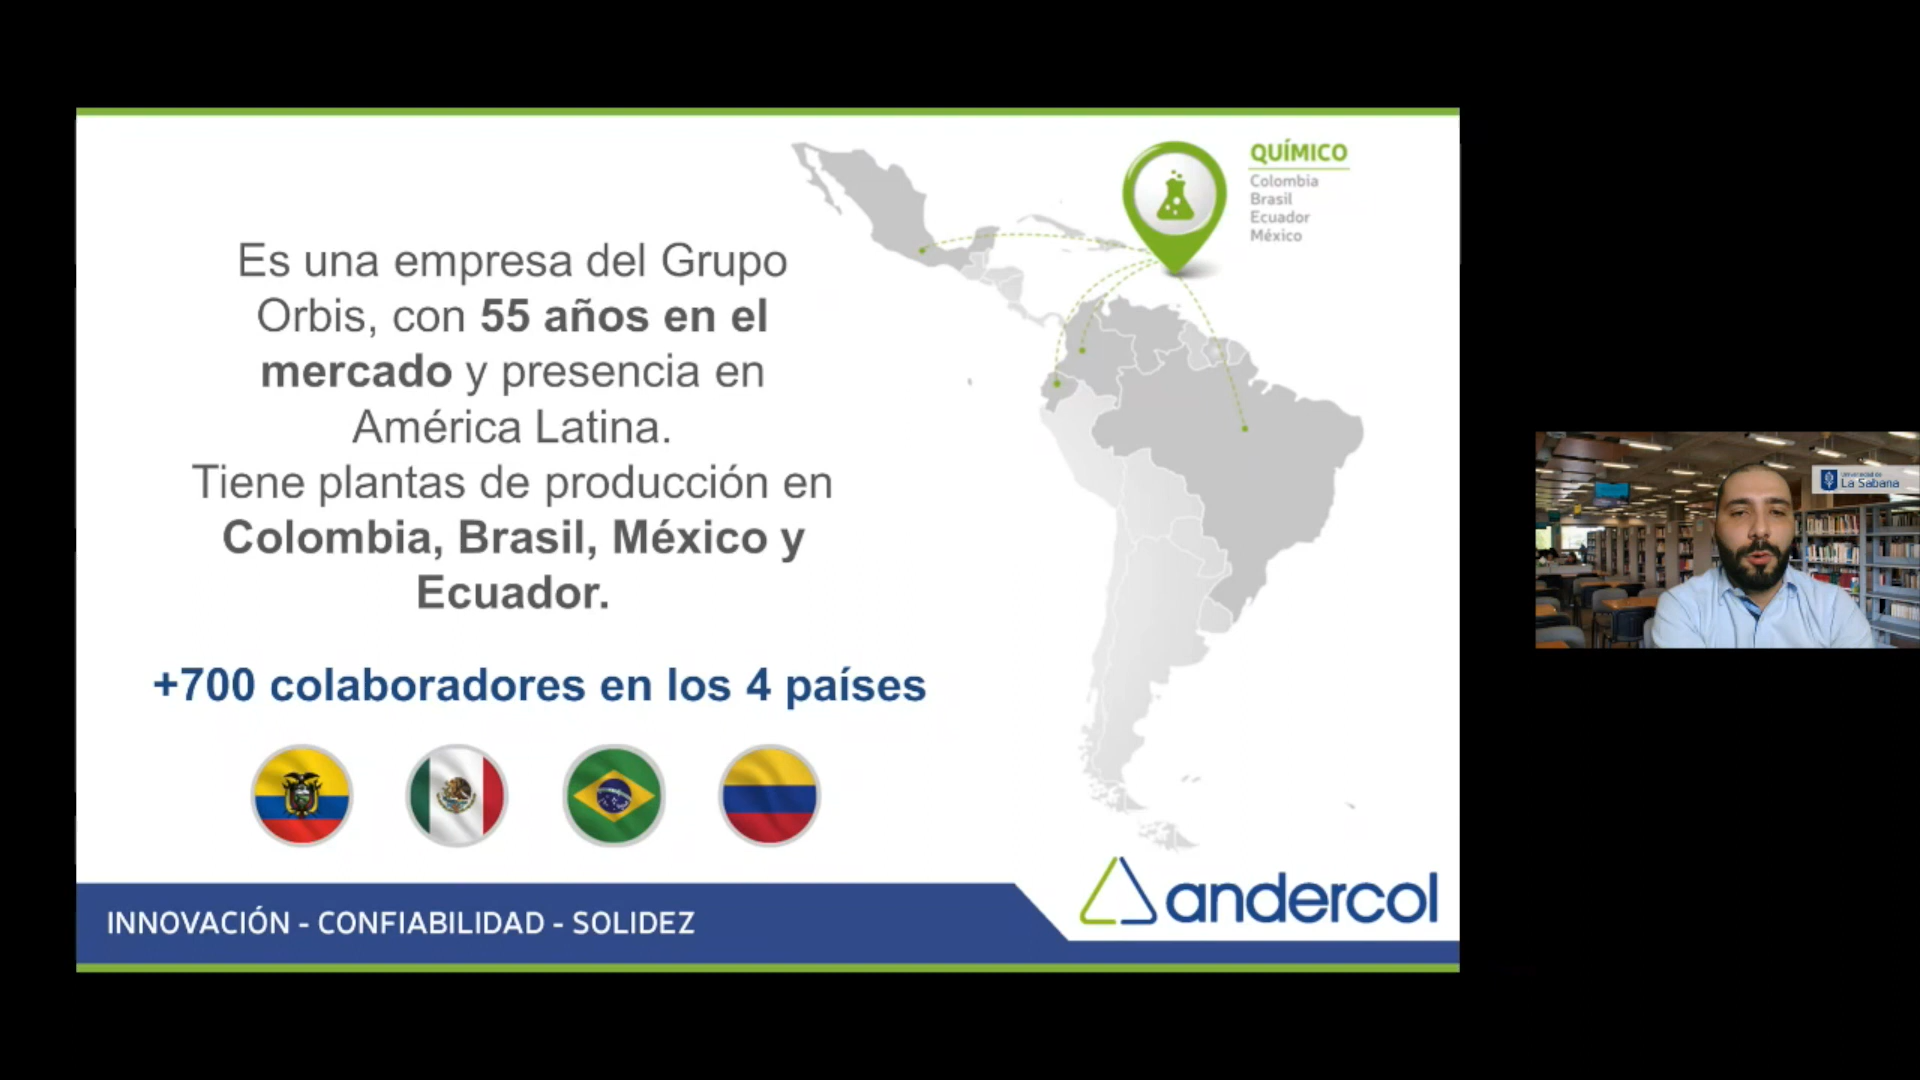 QUÍMICO
Colombia
Brasil
Ecuador
México
Es una empresa del Grupo
Orbis, con 55 años en el
mercado y presencia en
América Latina.
Tiene plantas de producción en
Colombia, Brasil, México y
Ecuador.
+700 colaboradores en los 4 países
INNOVACIÓN - CONFIABILIDAD - SOLIDEZ
andercol
Universidad de
La Sabana